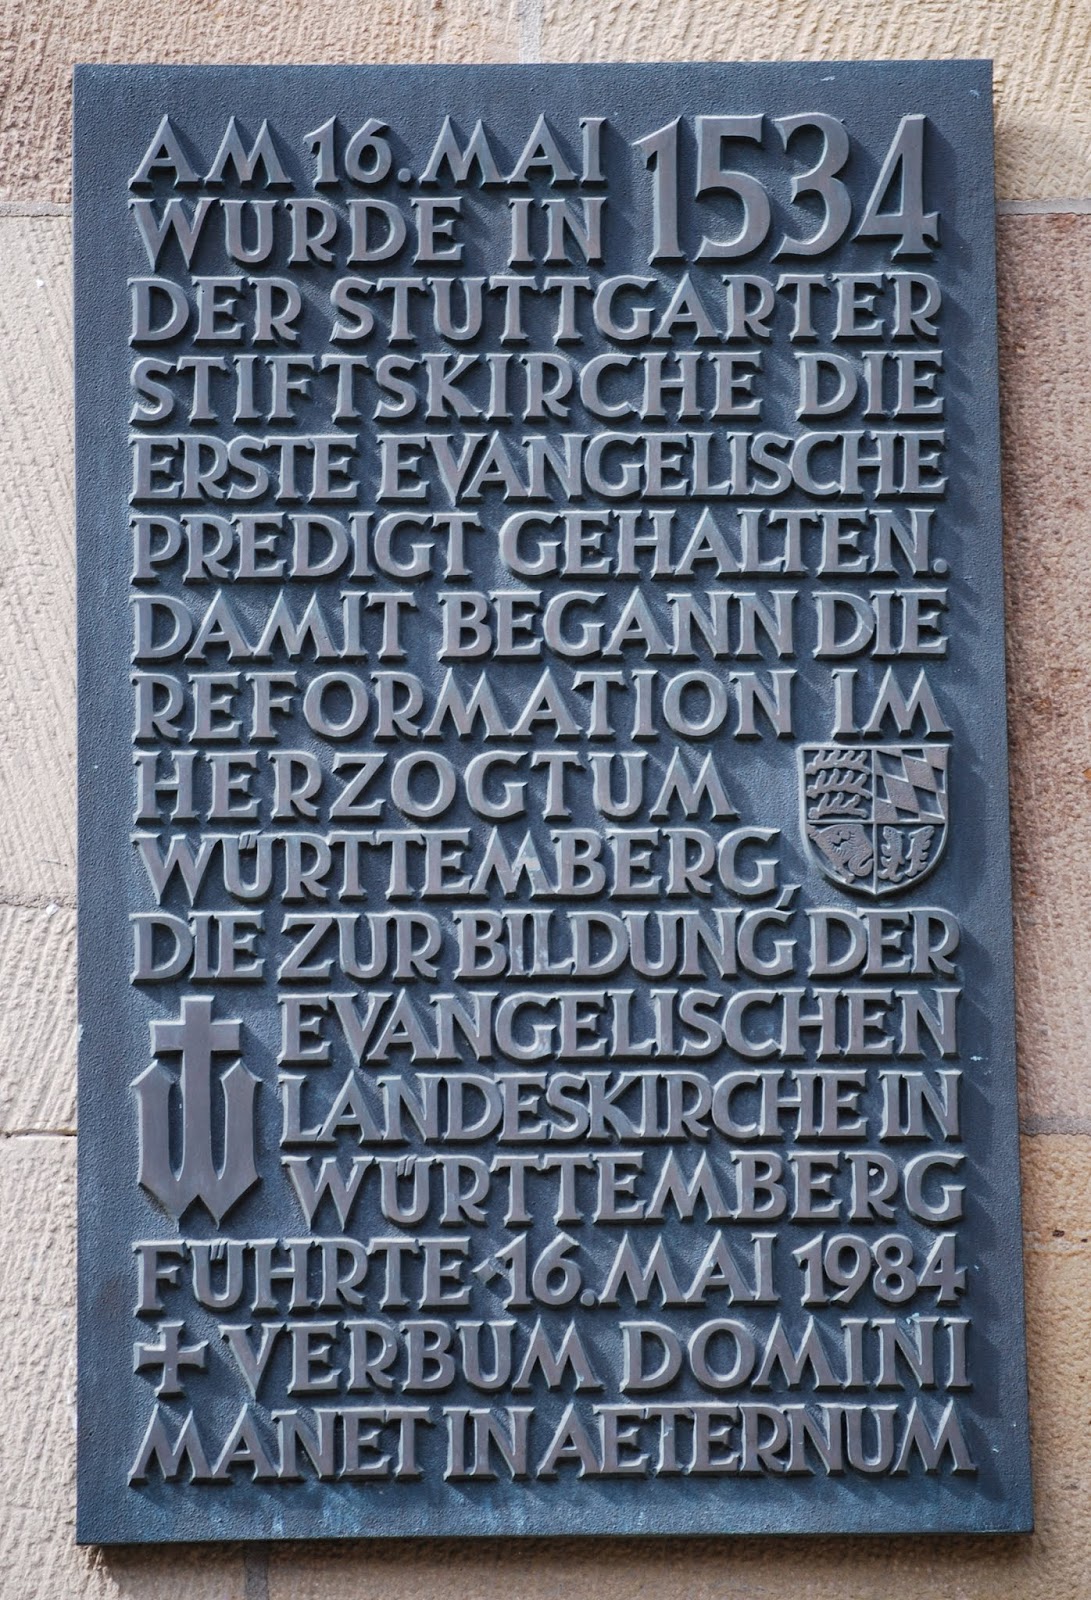 AM 16. MAI 1534
WURDE IN
DER STUTTGARTER
STIFTSKIRCHE DIE
ERSTE EVANGELISCHE
PREDIGT GEHALTEN.
DAMIT BEGANN DIE
REFORMATION IM
HERZOGTUM
WÜRTTEMBERG,
DIE ZUR BILDUNG DER
EVANGELISCHEN
LANDESKIRCHE IN
WÜRTTEMBERG
FÜHRTE·16. MAI 1984
+ VERBUM DOMINI
MANET IN AETERNUM